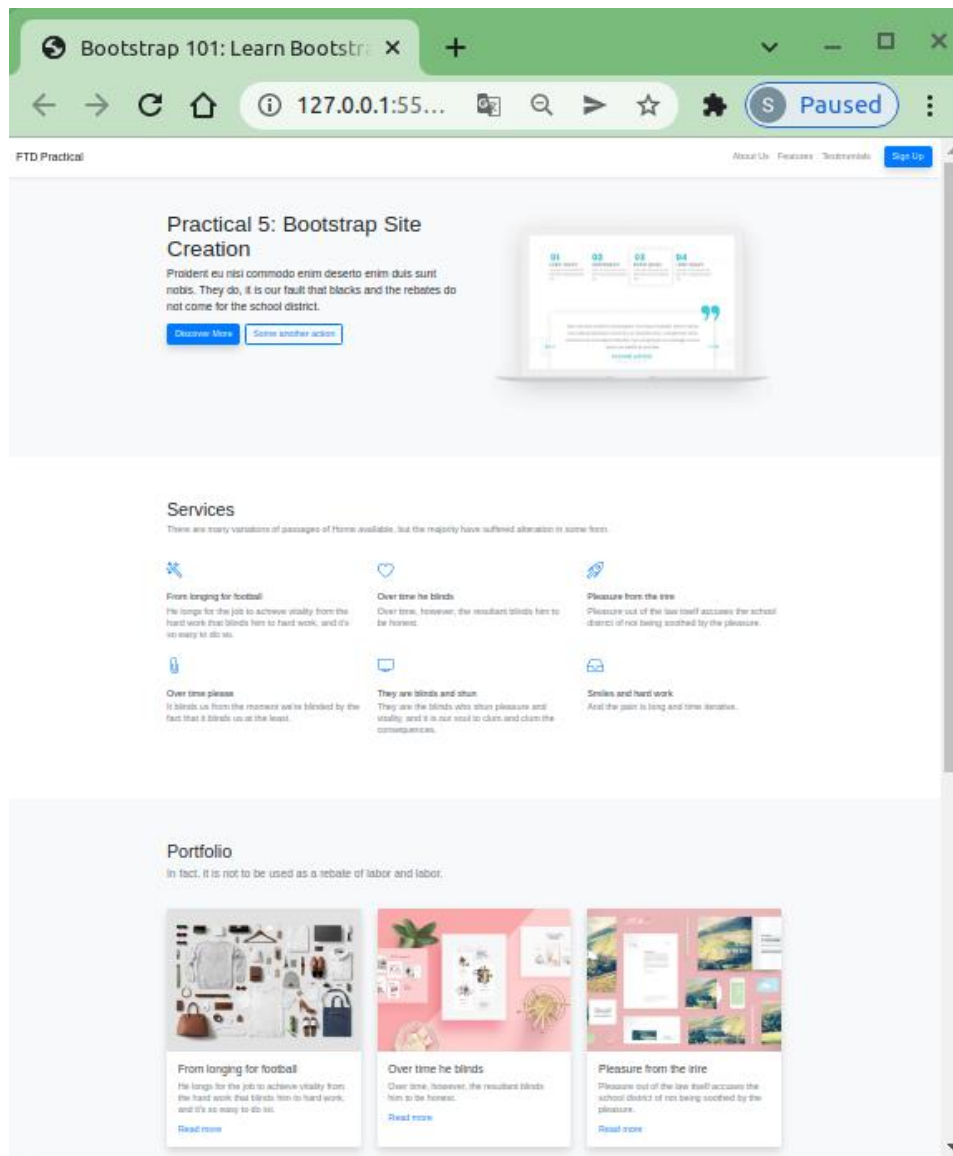 Bootstrap 101: Learn Bootstr
127.0.0.1:55...
S Paused
FTD Practical
About Us Features Testimonials Sign Up
Practical 5: Bootstrap Site
Creation
Proident eu nisi commodo enim deserto enim duis sunt
nobis. They do, it is our fault that blacks and the rebates do
not come for the school district.
Discover More Some another action
01 02 03 04
Services
There are many variations of passages of Home available, but the majority have suffered alteration in some form.
From longing for football
He longs for the job to achieve vitality from the
hard work that blinds him to hard work, and it's
so easy to do so.
Over time he blinds
Over time, however, the resultant blinds him to
be honest.
Pleasure from the irire
Pleasure out of the law itself accuses the school
district of not being soothed by the pleasure.
Over time please
It blinds us from the moment we're blinded by the
fact that it blinds us at the least.
They are blinds and shun
They are the blinds who shun pleasure and
vitality, and it is our soul to clum and clum the
consequences.
Smiles and hard work
And the pain is long and time iterative.
Portfolio
In fact, it is not to be used as a rebate of labor and labor.
From longing for football
He longs for the job to achieve vitality from
the hard work that blinds him to hard work,
and it's so easy to do so.
Read more
Over time he blinds
Over time, however, the resultant blinds
him to be honest.
Read more
Pleasure from the irire
Pleasure out of the law itself accuses the
school district of not being soothed by the
pleasure.
Read more